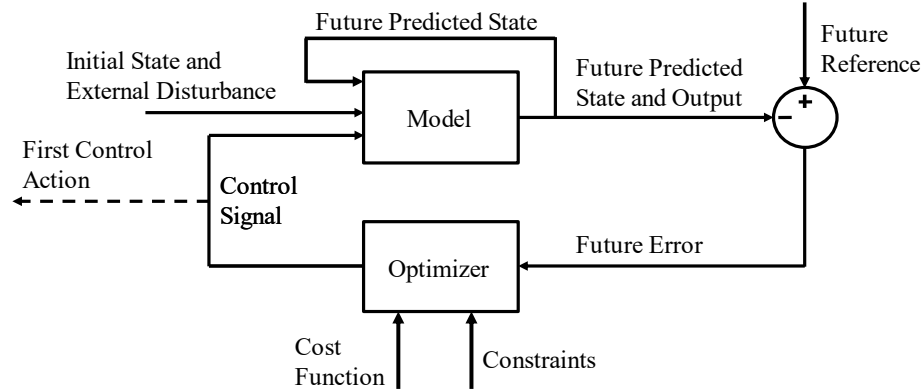 Future Predicted State
Initial State and
External Disturbance
Future
Reference
Future Predicted
State and Output
+
−
Model
First Control
Action
Control
Signal
Future Error
Optimizer
Cost
Function
Constraints